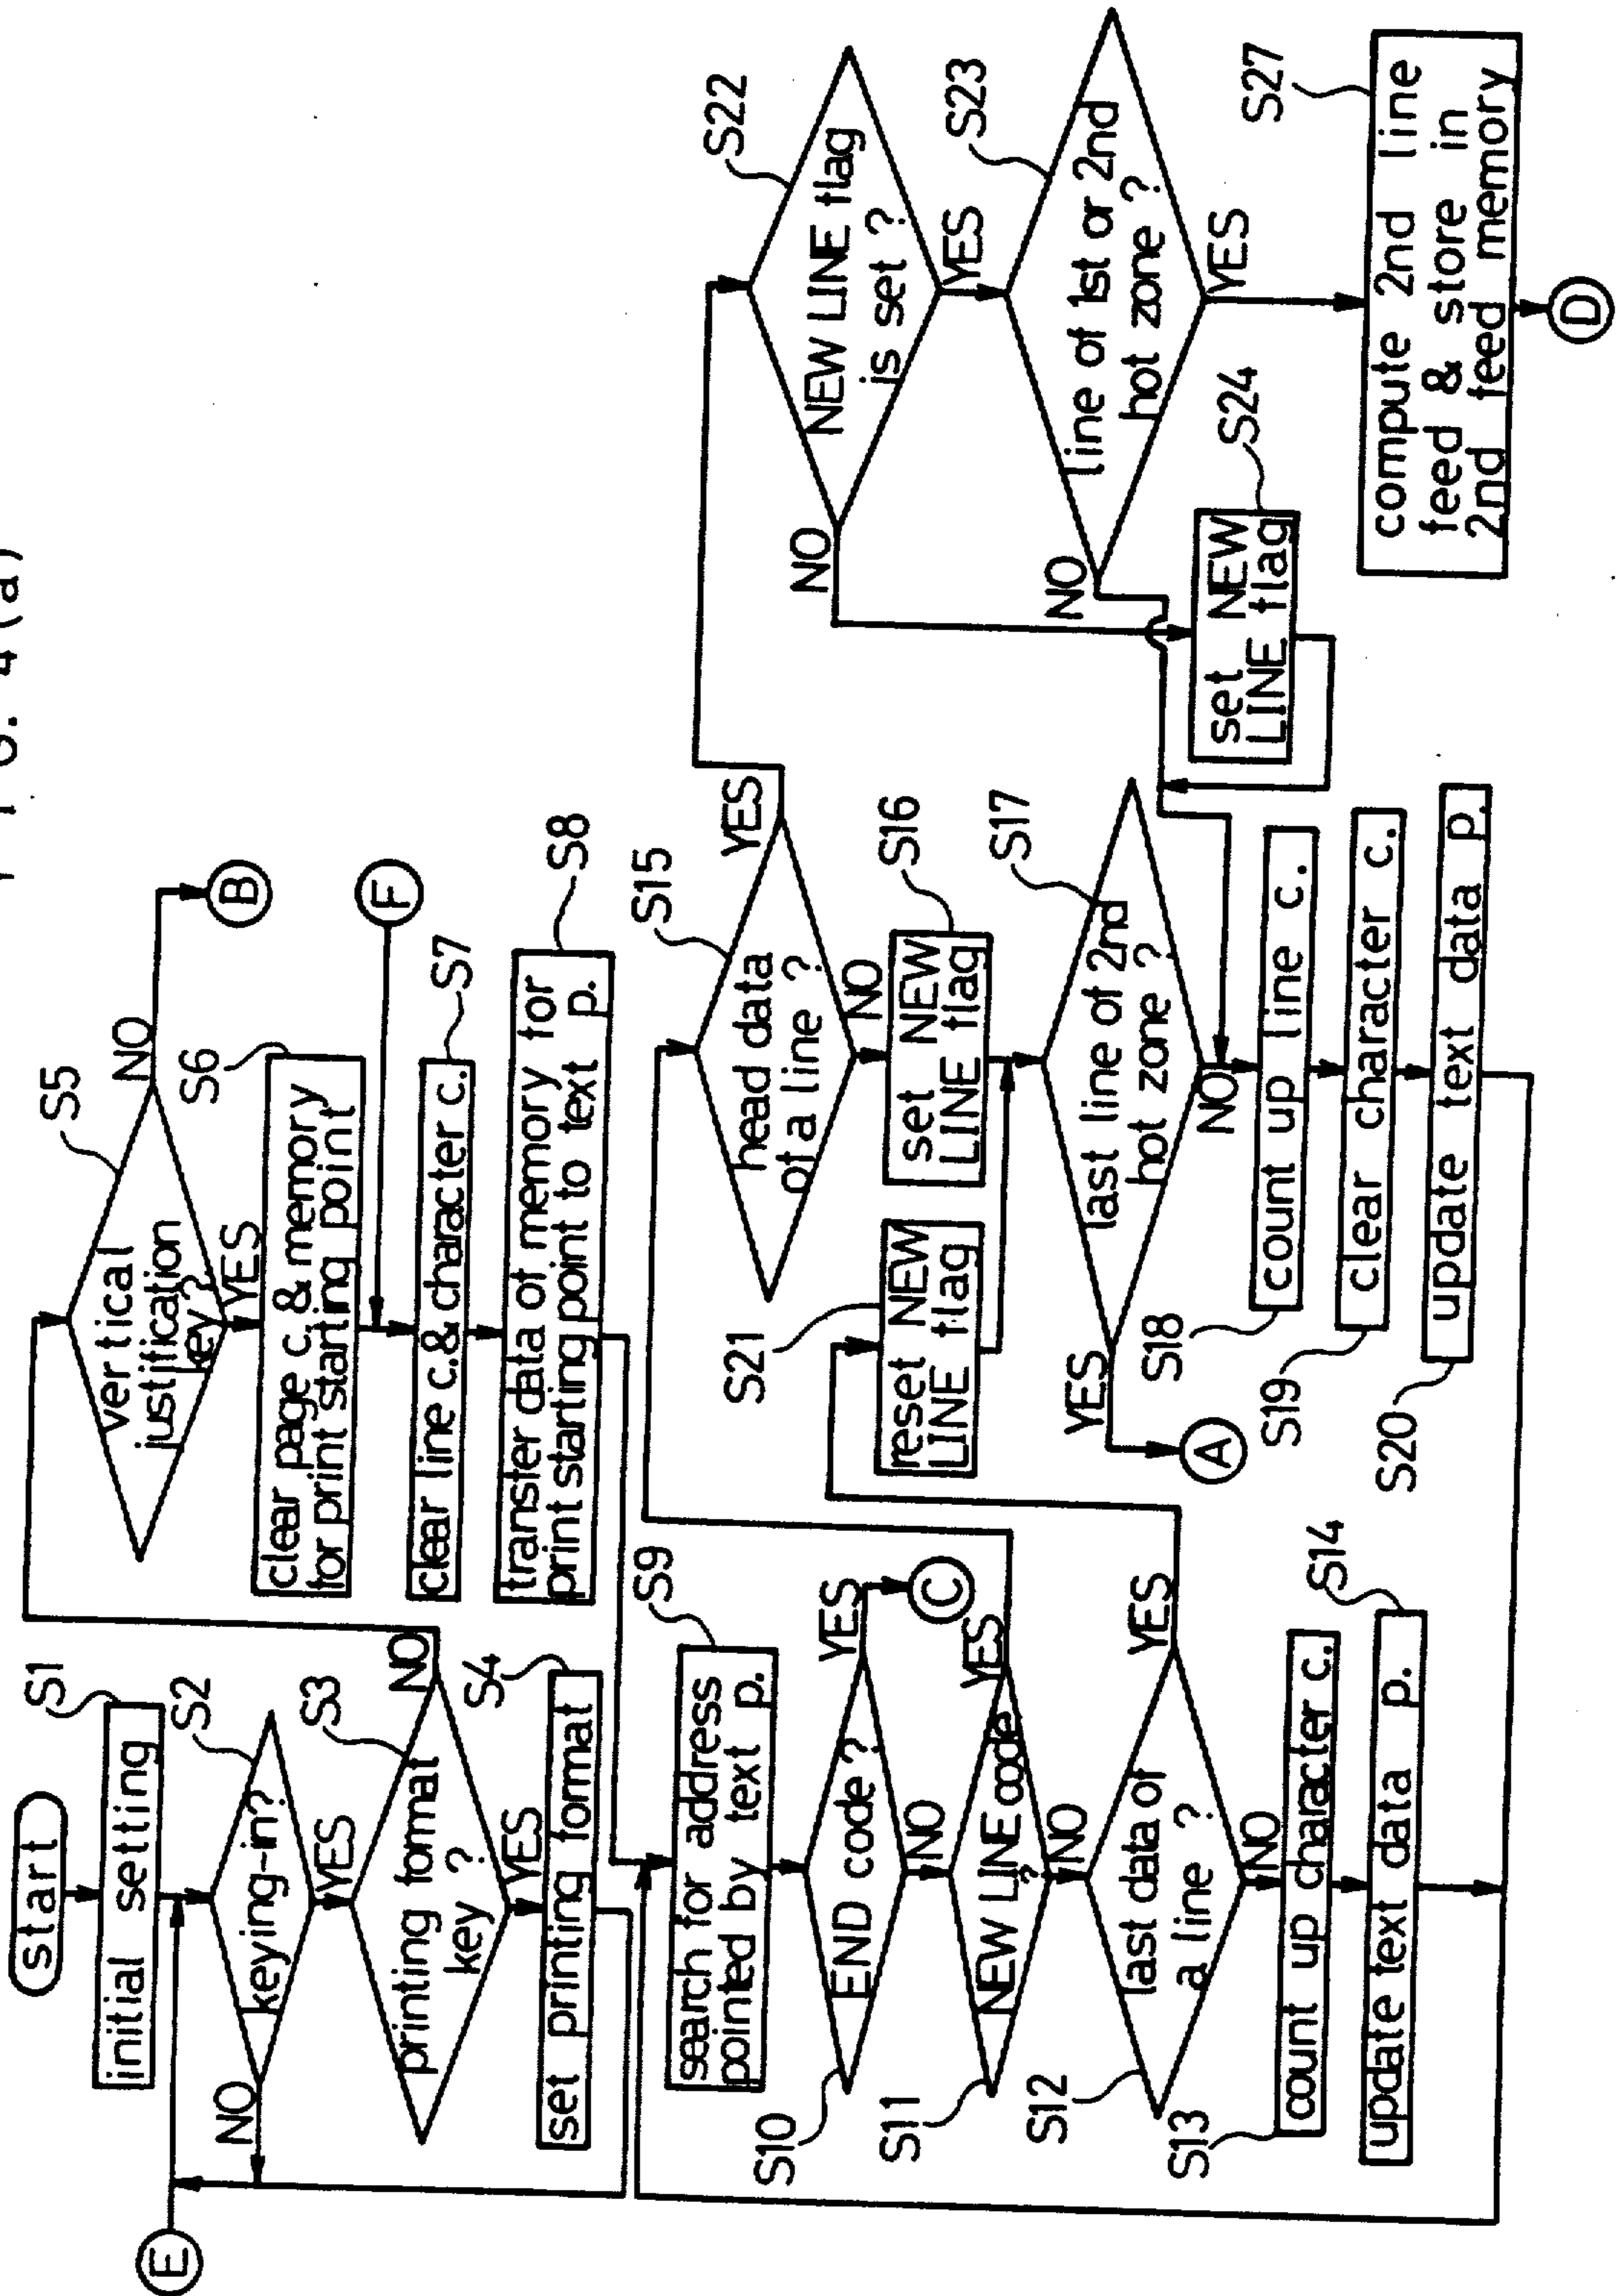 FIG. 4(a)
start
S1
initial setting
E
S2
keying-in?
NO
YES
S3
printing format
key ?
NO
YES
S4
set printing format
S5
vertical
justification
key?
NO
B
YES
S6
clear page c. & memory
for print starting point
F
S7
clear line c.& character c.
S8
transfer data of memory for
print starting point to text p.
S9
search for address
pointed by text p.
S10
END code ?
YES
C
NO
S11
NEW LINE code
?
YES
NO
S12
last data of
a line ?
YES
NO
S13
count up character c.
S14
update text data p.
S15
head data
of a line ?
YES
NO
S16
set NEW
LINE flag
S21
reset NEW
LINE flag
S17
last line of 2nd
hot zone ?
YES
A
NO
S18
count up line c.
S19
clear character c.
S20
update text data p.
S22
NEW LINE flag
is set ?
NO
YES
S23
line of 1st or 2nd
hot zone ?
NO
YES
S24
set NEW
LINE flag
S27
compute 2nd line
feed & store in
2nd feed memory
D